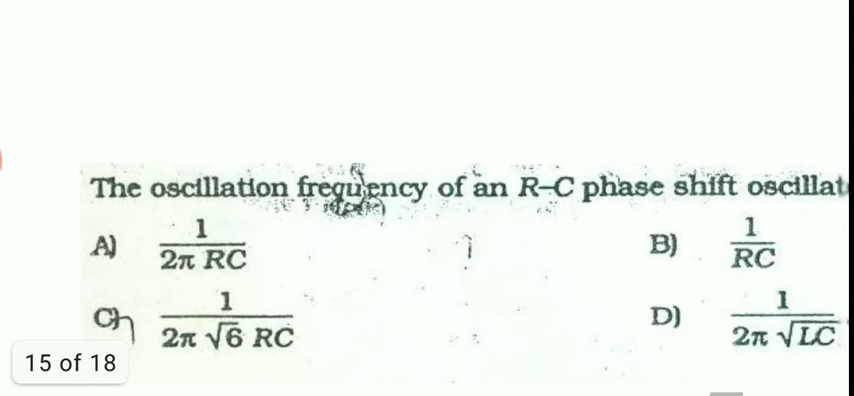 The oscillation frequency of an R–C phase shift oscillat
A) 1/2π RC B) 1/RC
C) 1/2π √6 RC D) 1/2π √LC
15 of 18